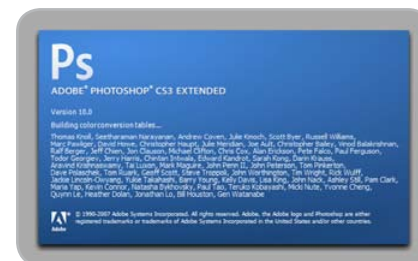 Ps
ADOBE® PHOTOSHOP® CS3 EXTENDED
Version 10.0
Building color conversion tables...
Thomas Knoll, Seetharaman Narayanan, Andrew Coven, Julie Kmoch, Scott Byer, Russell Williams,
Marc Pawliger, David Howe, Christopher Haupt, Julie Meridian, Joe Ault, Christopher Bailey, Vinod Balakrishnan,
Ralf Berger, Jeff Chien, Jon Clauson, Michael Clifton, Chris Cox, Alan Erickson, Pete Falco, Paul Ferguson,
Todor Georgiev, Jerry Harris, Chintan Intwala, Edward Kandrot, Sarah Kong, Darin Krauss,
Aravind Krishnaswamy, Tai Luxon, Mark Maguire, John Penn II, John Peterson, Tom Pinkerton,
Dave Polaschek, Tom Ruark, Geoff Scott, Steve Troppoli, John Worthington, Tim Wright, Rick Wulff,
Jackie Lincoln-Owyang, Yukie Takahashi, Barry Young, Kelly Davis, Lisa King, John Nack, Ashley Still, Pam Clark,
Maria Yap, Kevin Connor, Natasha Bykhovsky, Paul Tao, Teruko Kobayashi, Micki Nute, Yvonne Cheng,
Quynn Le, Heather Dolan, Jonathan Lo, Bill Houston, Gen Watanabe
© 1990-2007 Adobe Systems Incorporated. All rights reserved. Adobe, the Adobe logo and Photoshop are either
registered trademarks or trademarks of Adobe Systems Incorporated in the United States and/or other countries.
Adobe